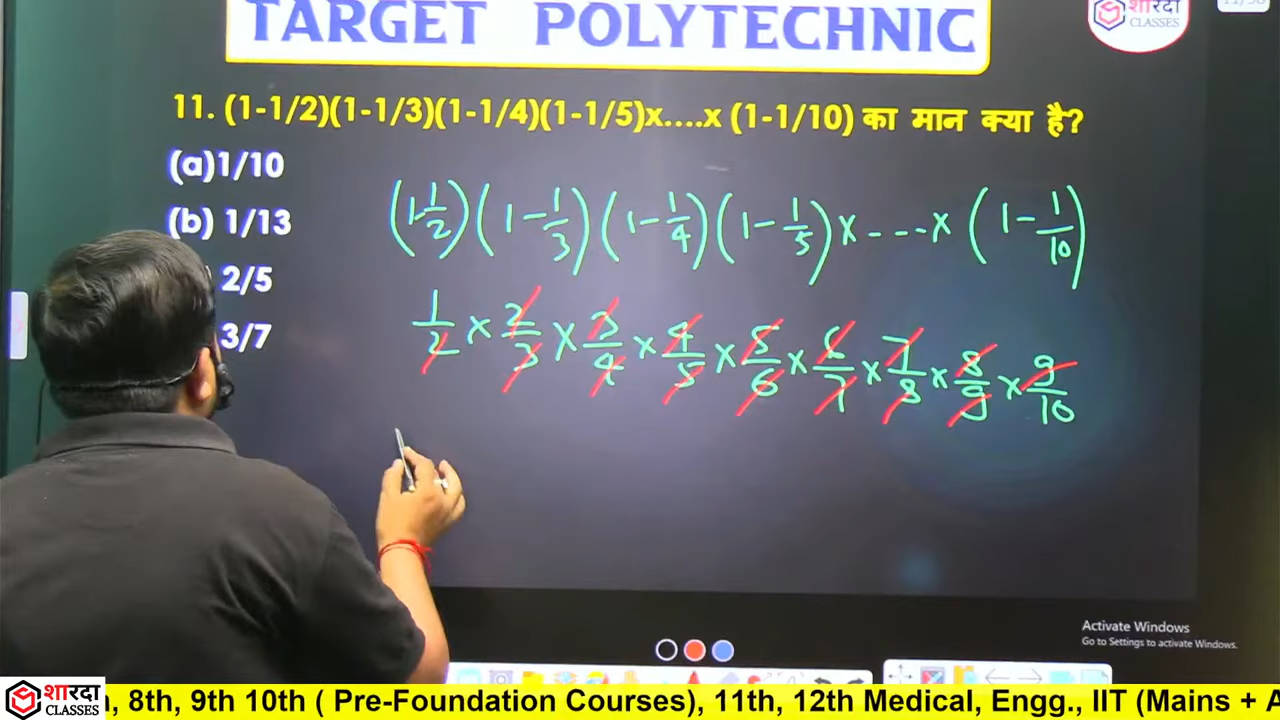 TARGET POLYTECHNIC
शारदा
CLASSES
11. (1-1/2)(1-1/3)(1-1/4)(1-1/5)x....x (1-1/10) का मान क्या है?
(a)1/10
(b) 1/13
2/5
3/7
(1-1/2)(1-1/3)(1-1/4)(1-1/5)x----x(1-1/10)
1/2 x 2/3 x 3/4 x 4/5 x 5/6 x 6/7 x 7/8 x 8/9 x 9/10
Activate Windows
Go to Settings to activate Windows.
शारदा
CLASSES
, 8th, 9th 10th ( Pre-Foundation Courses), 11th, 12th Medical, Engg., IIT (Mains + A